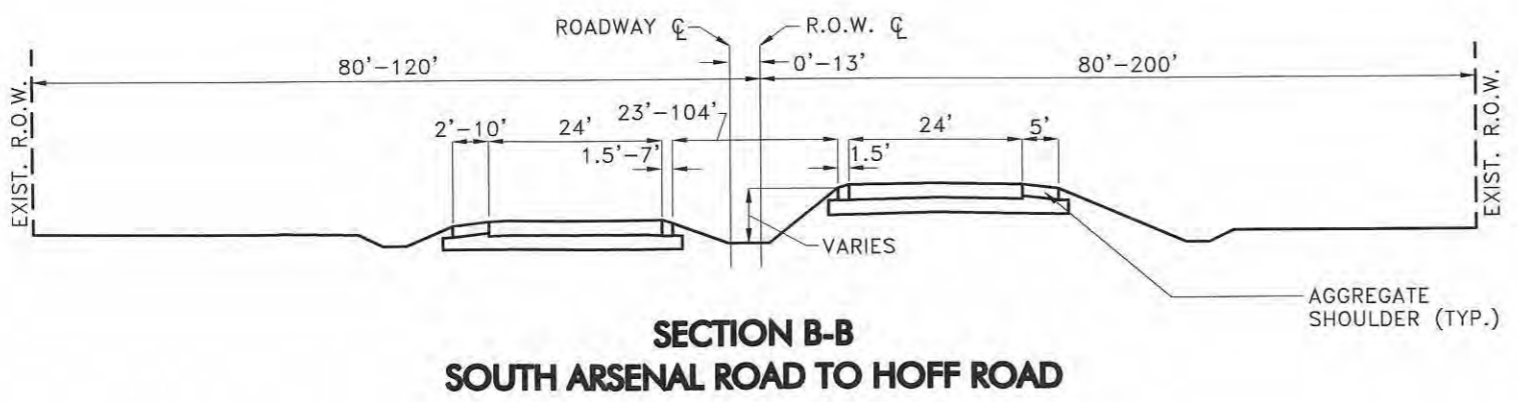 ROADWAY ℄
R.O.W. ℄
80'-120'
0'-13'
80'-200'
EXIST. R.O.W.
EXIST. R.O.W.
2'-10'
24'
23'-104'
24'
5'
1.5'-7'
1.5'
VARIES
AGGREGATE
SHOULDER (TYP.)
SECTION B-B
SOUTH ARSENAL ROAD TO HOFF ROAD